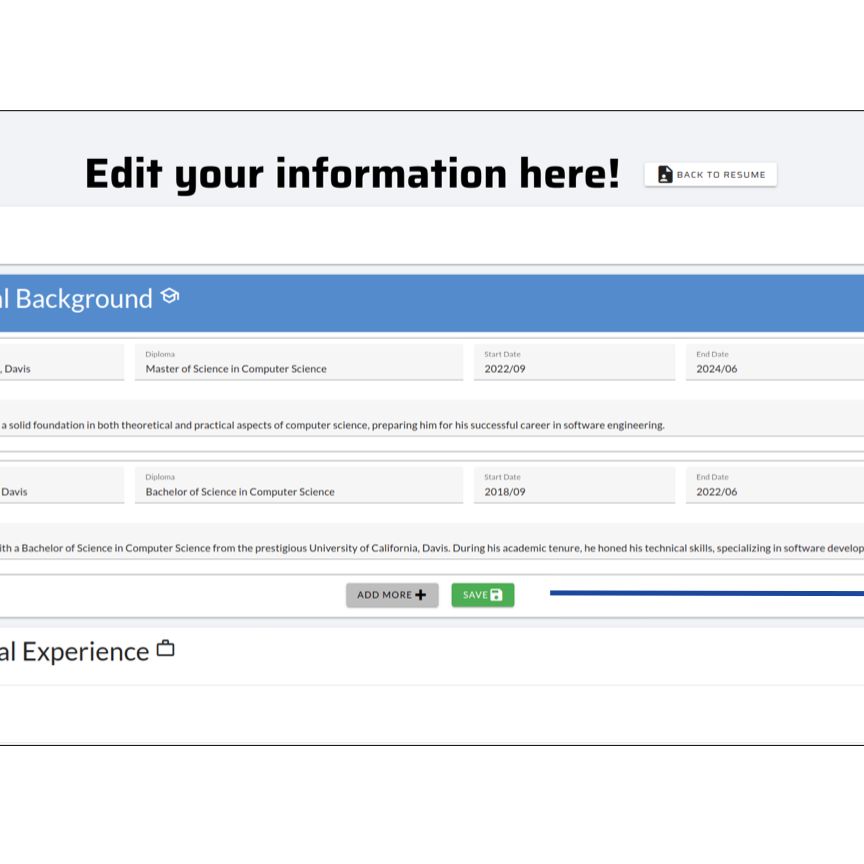 Edit your information here!
BACK TO RESUME
l Background
Diploma
Start Date
End Date
, Davis
Master of Science in Computer Science
2022/09
2024/06
a solid foundation in both theoretical and practical aspects of computer science, preparing him for his successful career in software engineering.
Diploma
Start Date
End Date
Davis
Bachelor of Science in Computer Science
2018/09
2022/06
ith a Bachelor of Science in Computer Science from the prestigious University of California, Davis. During his academic tenure, he honed his technical skills, specializing in software develop
ADD MORE
SAVE
al Experience